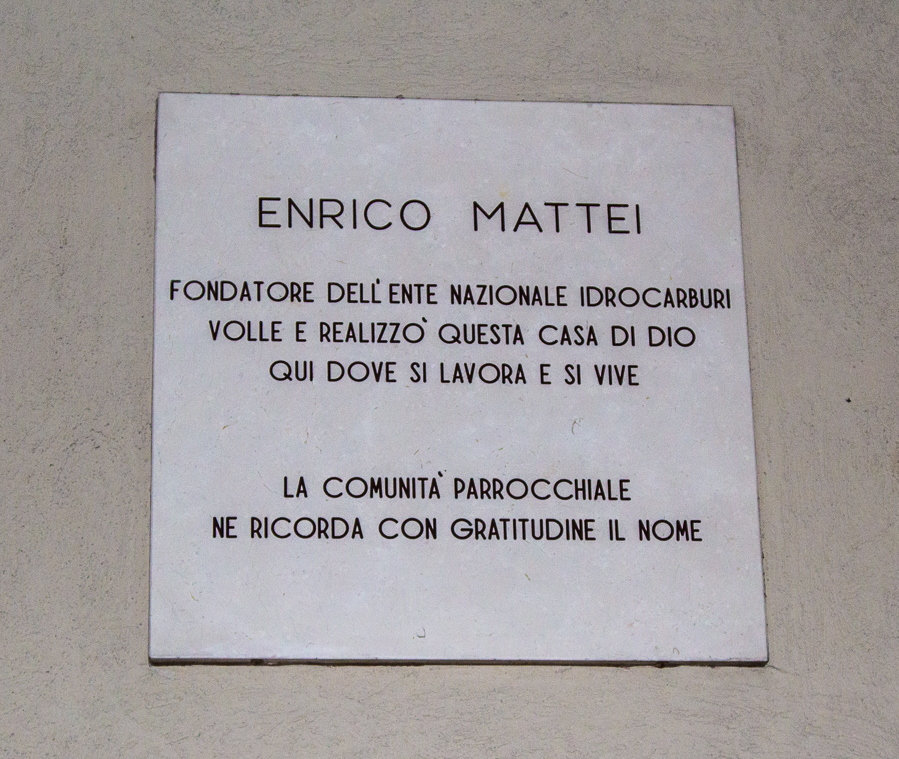 ENRICO MATTEI
FONDATORE DELL'ENTE NAZIONALE IDROCARBURI
VOLLE E REALIZZO' QUESTA CASA DI DIO
QUI DOVE SI LAVORA E SI VIVE
LA COMUNITA' PARROCCHIALE
NE RICORDA CON GRATITUDINE IL NOME